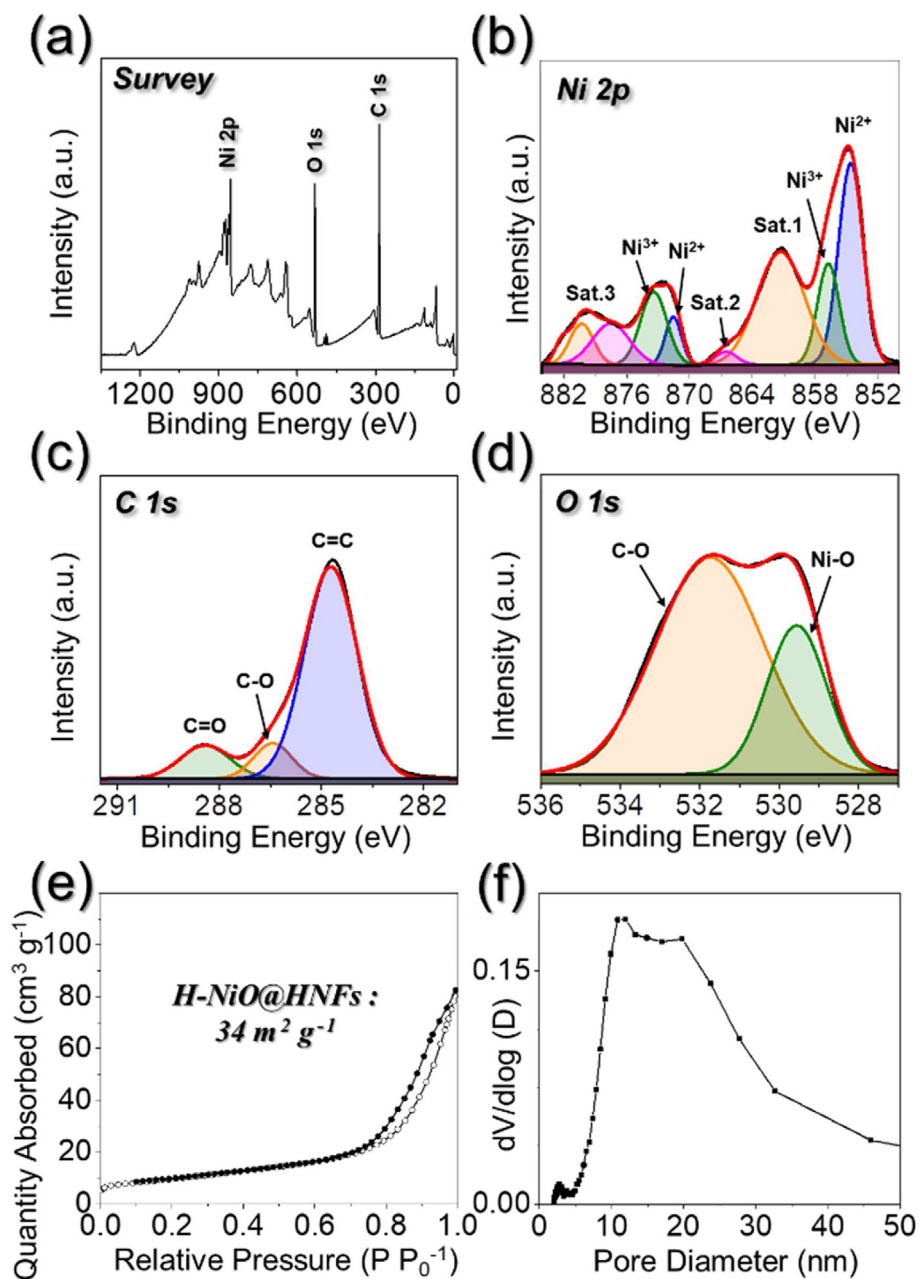 (a)
Survey
Ni 2p
O 1s
C 1s
Intensity (a.u.)
1200 900 600 300 0
Binding Energy (eV)
(b)
Ni 2p
Ni²⁺
Ni³⁺
Sat.1
Ni³⁺
Ni²⁺
Sat.2
Sat.3
Intensity (a.u.)
882 876 870 864 858 852
Binding Energy (eV)
(c)
C 1s
C=C
C-O
C=O
Intensity (a.u.)
291 288 285 282
Binding Energy (eV)
(d)
O 1s
C-O
Ni-O
Intensity (a.u.)
536 534 532 530 528
Binding Energy (eV)
(e)
Quantity Absorbed (cm³ g⁻¹)
100
80
60
40
20
0
H-NiO@HNFs :
34 m² g⁻¹
0.0 0.2 0.4 0.6 0.8 1.0
Relative Pressure (P P₀⁻¹)
(f)
dV/dlog (D)
0.15
0.00
0 10 20 30 40 50
Pore Diameter (nm)